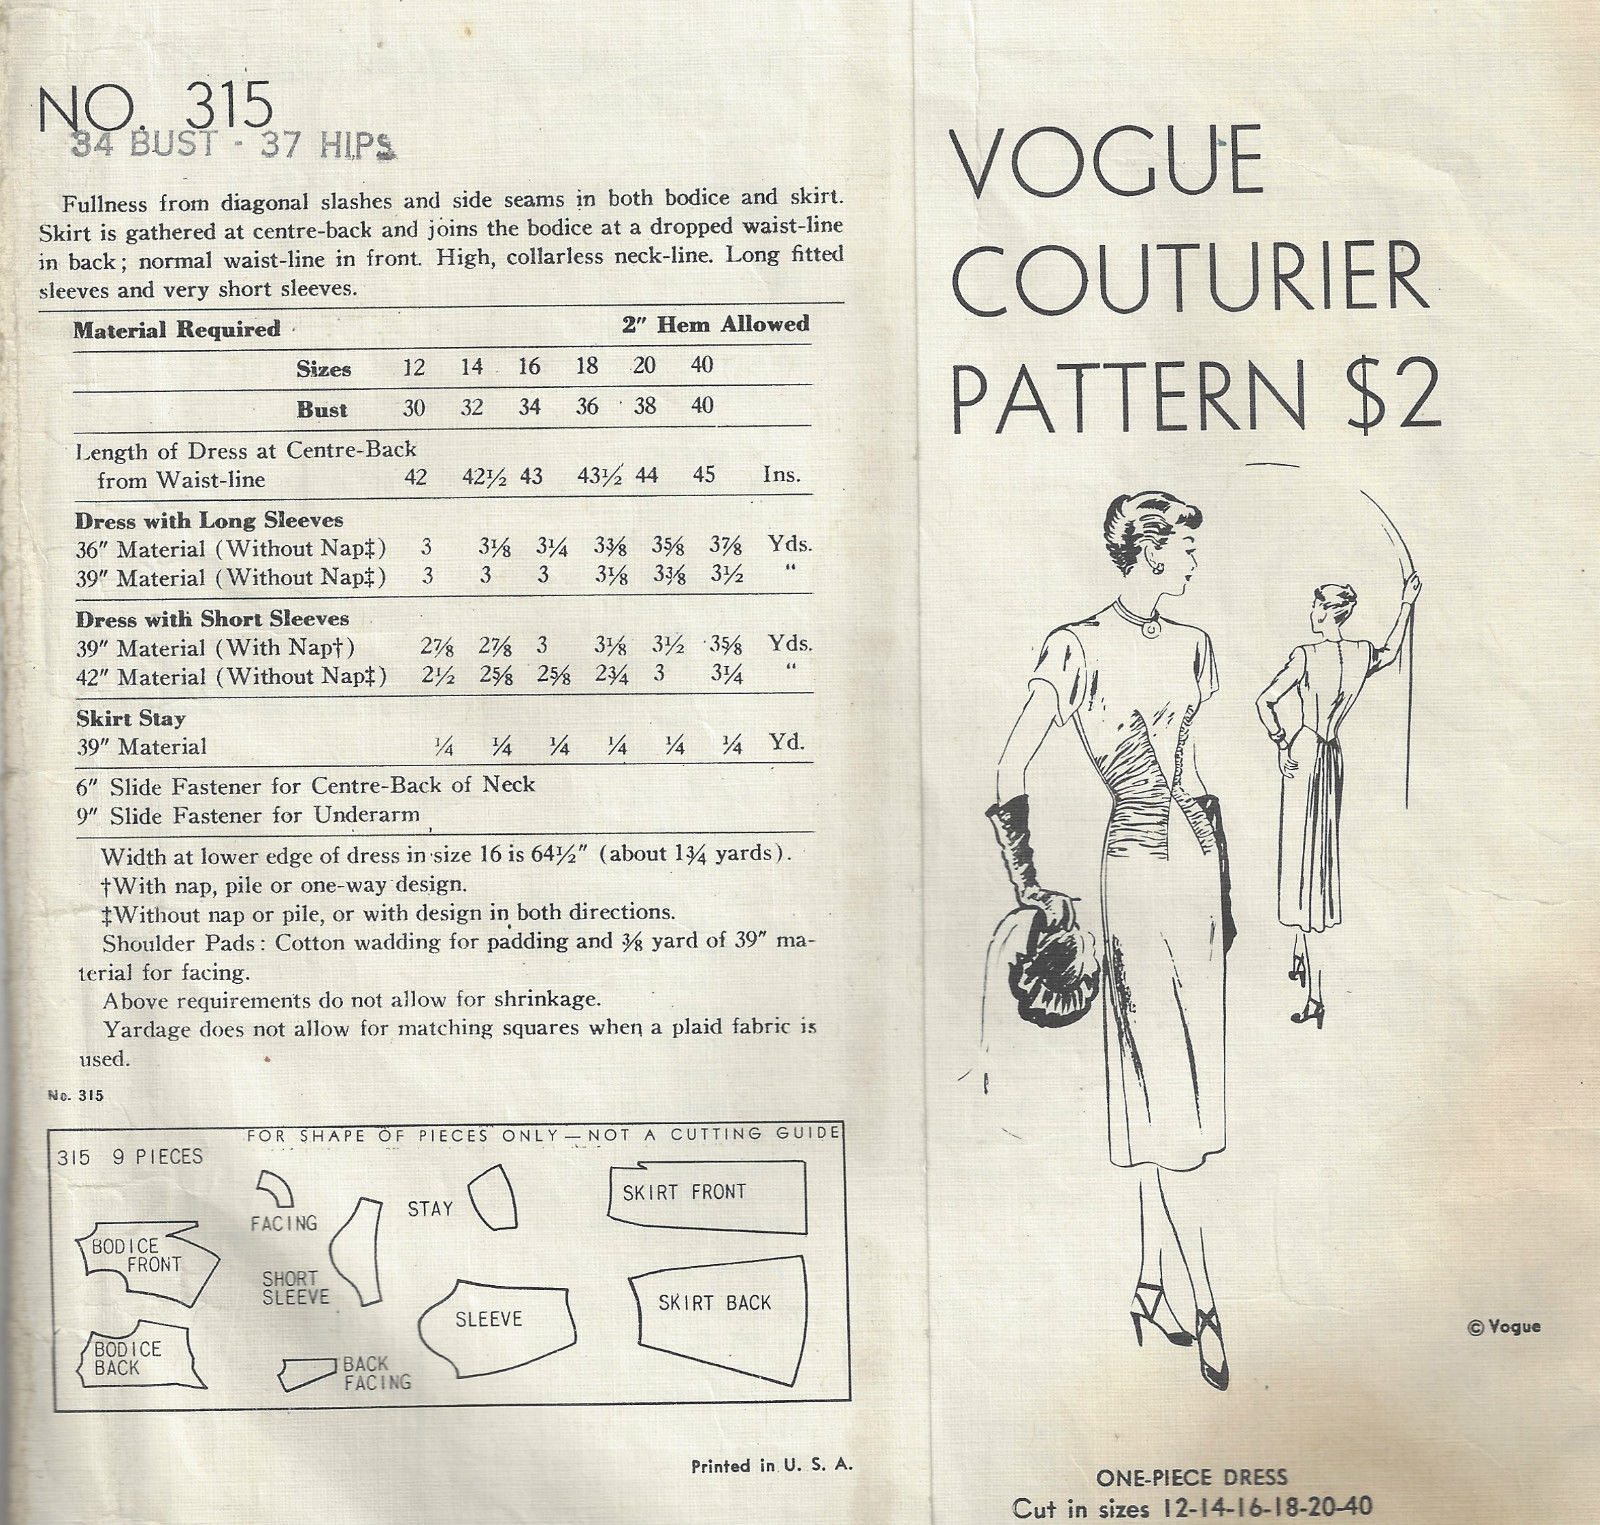 NO. 315
34 BUST - 37 HIPS
Fullness from diagonal slashes and side seams in both bodice and skirt.
Skirt is gathered at centre-back and joins the bodice at a dropped waist-line
in back; normal waist-line in front. High, collarless neck-line. Long fitted
sleeves and very short sleeves.
Material Required 2" Hem Allowed
Sizes 12 14 16 18 20 40
Bust 30 32 34 36 38 40
Length of Dress at Centre-Back
from Waist-line 42 42½ 43 43½ 44 45 Ins.
Dress with Long Sleeves
36" Material (Without Nap‡) 3 3⅛ 3¼ 3⅜ 3⅝ 3⅞ Yds.
39" Material (Without Nap‡) 3 3 3 3⅛ 3⅜ 3½ "
Dress with Short Sleeves
39" Material (With Nap†) 2⅞ 2⅞ 3 3⅛ 3½ 3⅝ Yds.
42" Material (Without Nap‡) 2½ 2⅝ 2⅝ 2¾ 3 3¼ "
Skirt Stay
39" Material ¼ ¼ ¼ ¼ ¼ ¼ Yd.
6" Slide Fastener for Centre-Back of Neck
9" Slide Fastener for Underarm
Width at lower edge of dress in size 16 is 64½" (about 1¾ yards).
†With nap, pile or one-way design.
‡Without nap or pile, or with design in both directions.
Shoulder Pads: Cotton wadding for padding and ⅜ yard of 39" ma-
terial for facing.
Above requirements do not allow for shrinkage.
Yardage does not allow for matching squares when a plaid fabric is
used.
No. 315
FOR SHAPE OF PIECES ONLY—NOT A CUTTING GUIDE
315 9 PIECES
BODICE
FRONT
BODICE
BACK
FACING
SHORT
SLEEVE
BACK
FACING
STAY
SLEEVE
SKIRT FRONT
SKIRT BACK
Printed in U. S. A.
VOGUE
COUTURIER
PATTERN $2
© Vogue
ONE-PIECE DRESS
Cut in sizes 12-14-16-18-20-40